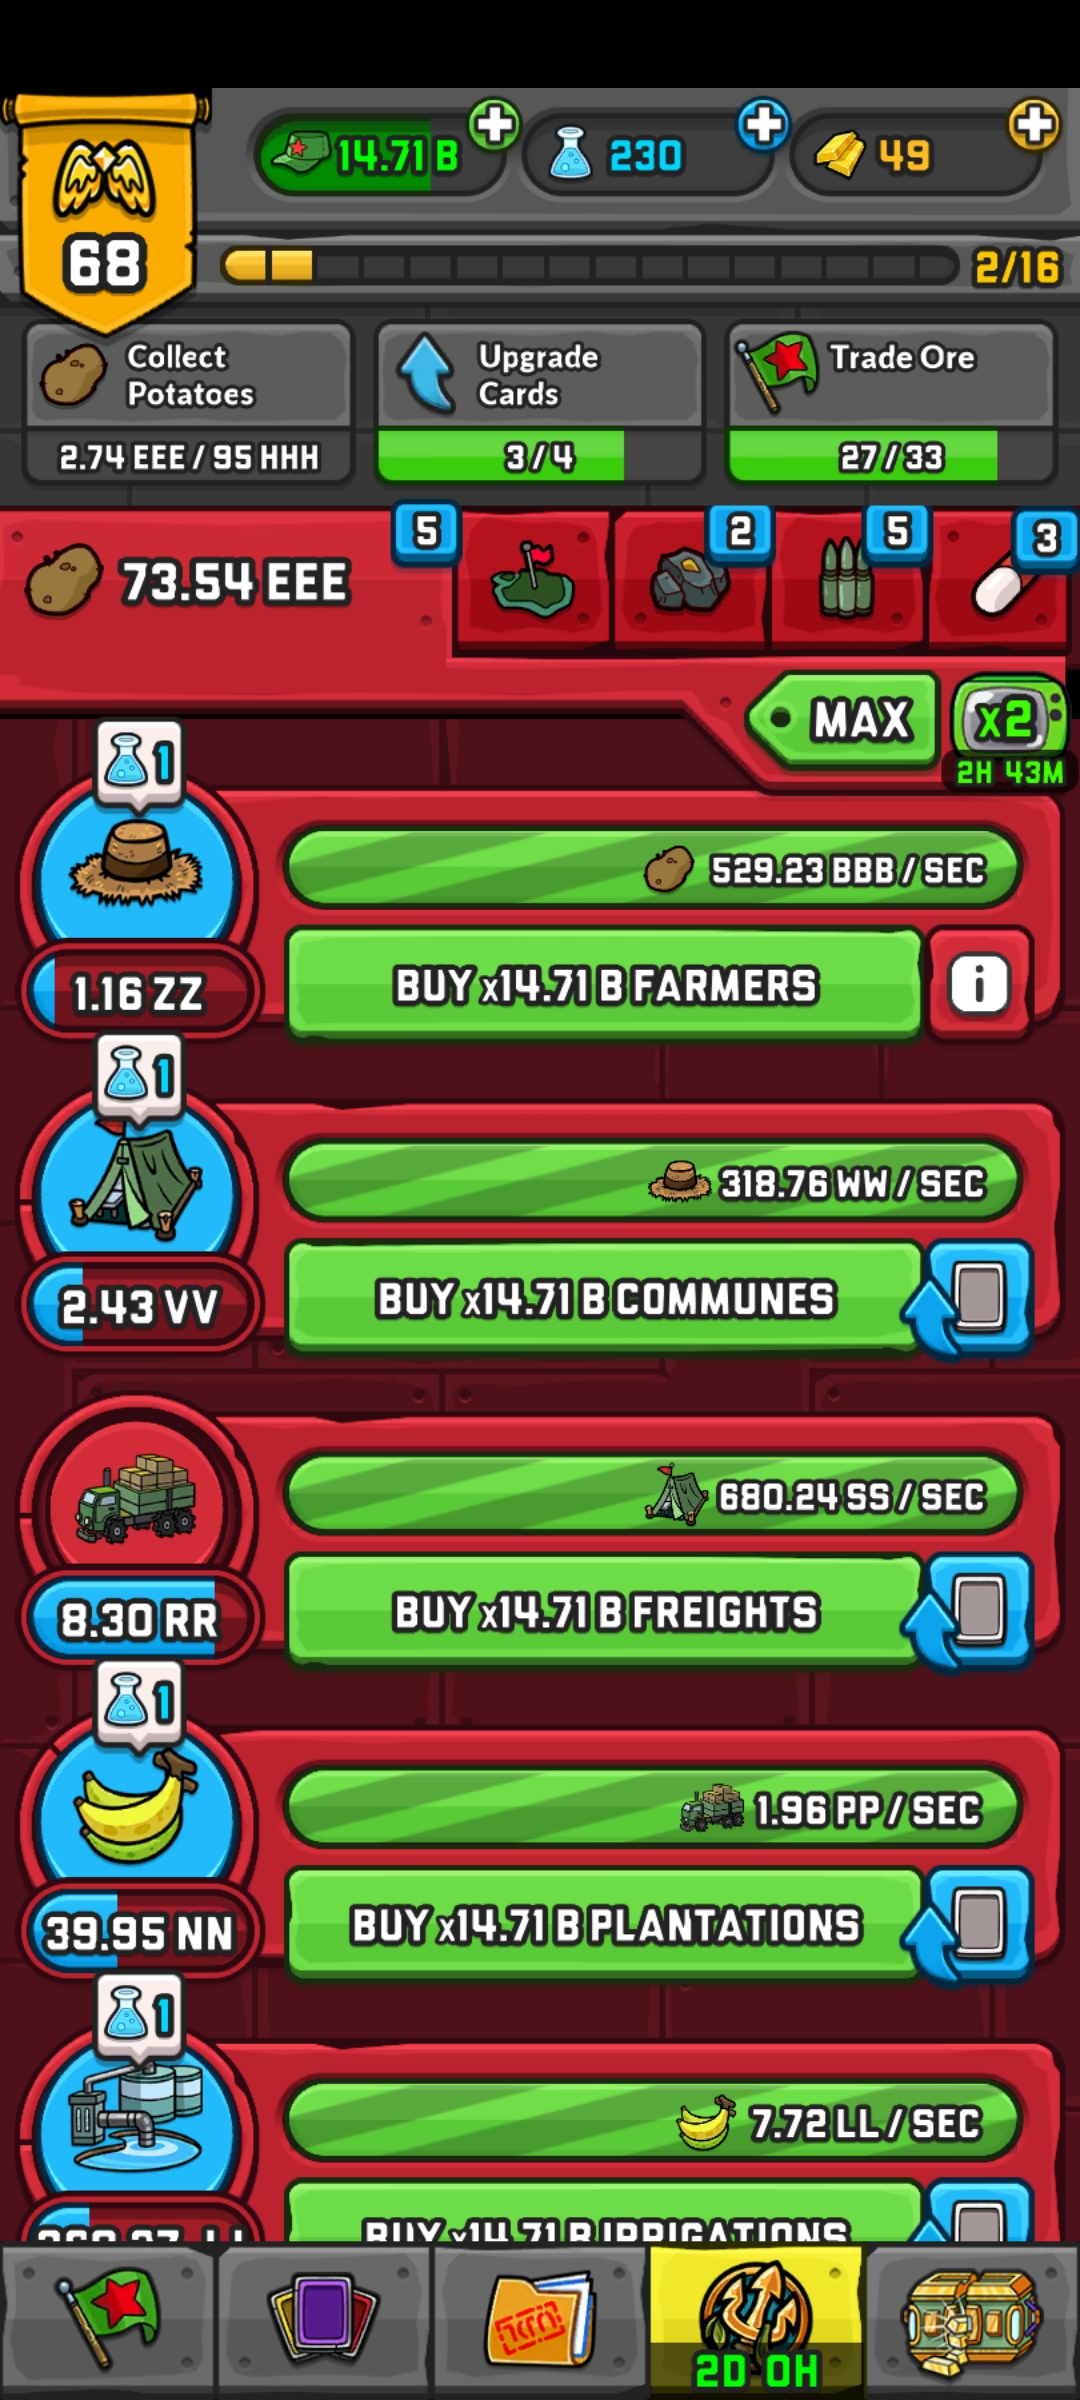 14.71 B
230
49
68
2/16
Collect
Potatoes
2.74 EEE / 95 HHH
Upgrade
Cards
3/4
Trade Ore
27/33
73.54 EEE
5
2
5
3
MAX
x2
2H 43M
1
529.23 BBB / SEC
1.16 ZZ
BUY x14.71 B FARMERS
i
1
318.76 WW / SEC
2.43 VV
BUY x14.71 B COMMUNES
680.24 SS / SEC
8.30 RR
BUY x14.71 B FREIGHTS
1
1.96 PP / SEC
39.95 NN
BUY x14.71 B PLANTATIONS
1
7.72 LL / SEC
BUY x14.71 B IRRIGATIONS
2D 0H